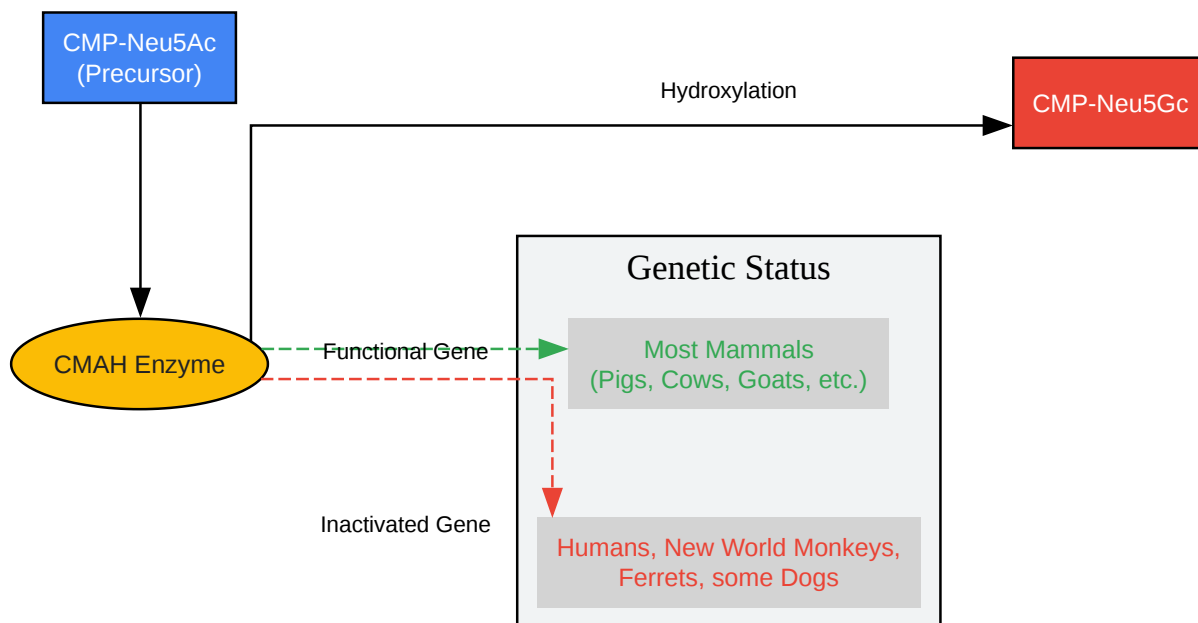 CMP-Neu5Ac
(Precursor)
Hydroxylation
CMP-Neu5Gc
Genetic Status
CMAH Enzyme
Functional Gene
Most Mammals
(Pigs, Cows, Goats, etc.)
Inactivated Gene
Humans, New World Monkeys,
Ferrets, some Dogs